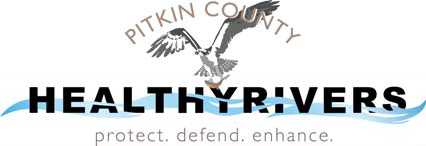 PITKIN COUNTY
HEALTHYRIVERS
protect. defend. enhance.